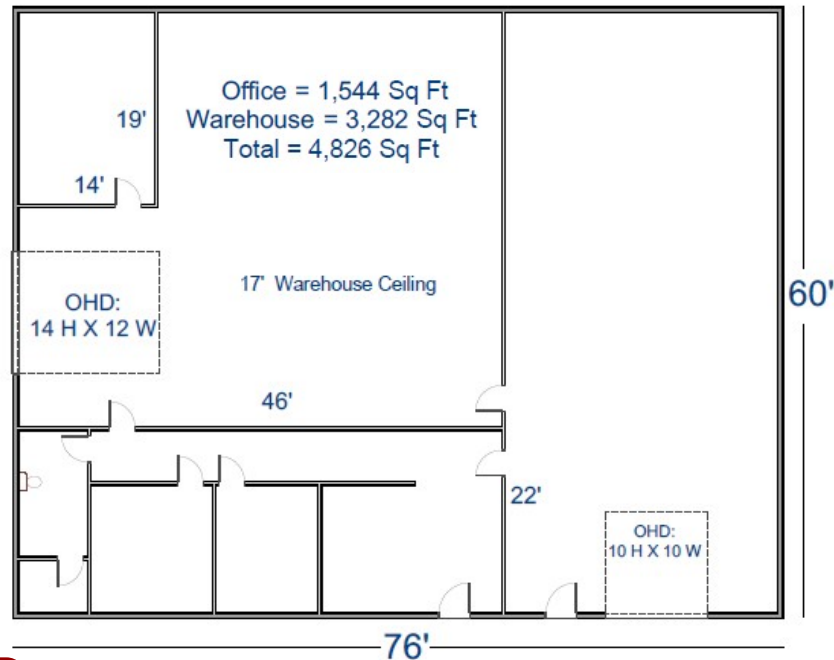 Office = 1,544 Sq Ft
19'
Warehouse = 3,282 Sq Ft
Total = 4,826 Sq Ft
14'
17' Warehouse Ceiling
60'
OHD:
14 H X 12 W
46'
22'
OHD:
10 H X 10 W
76'